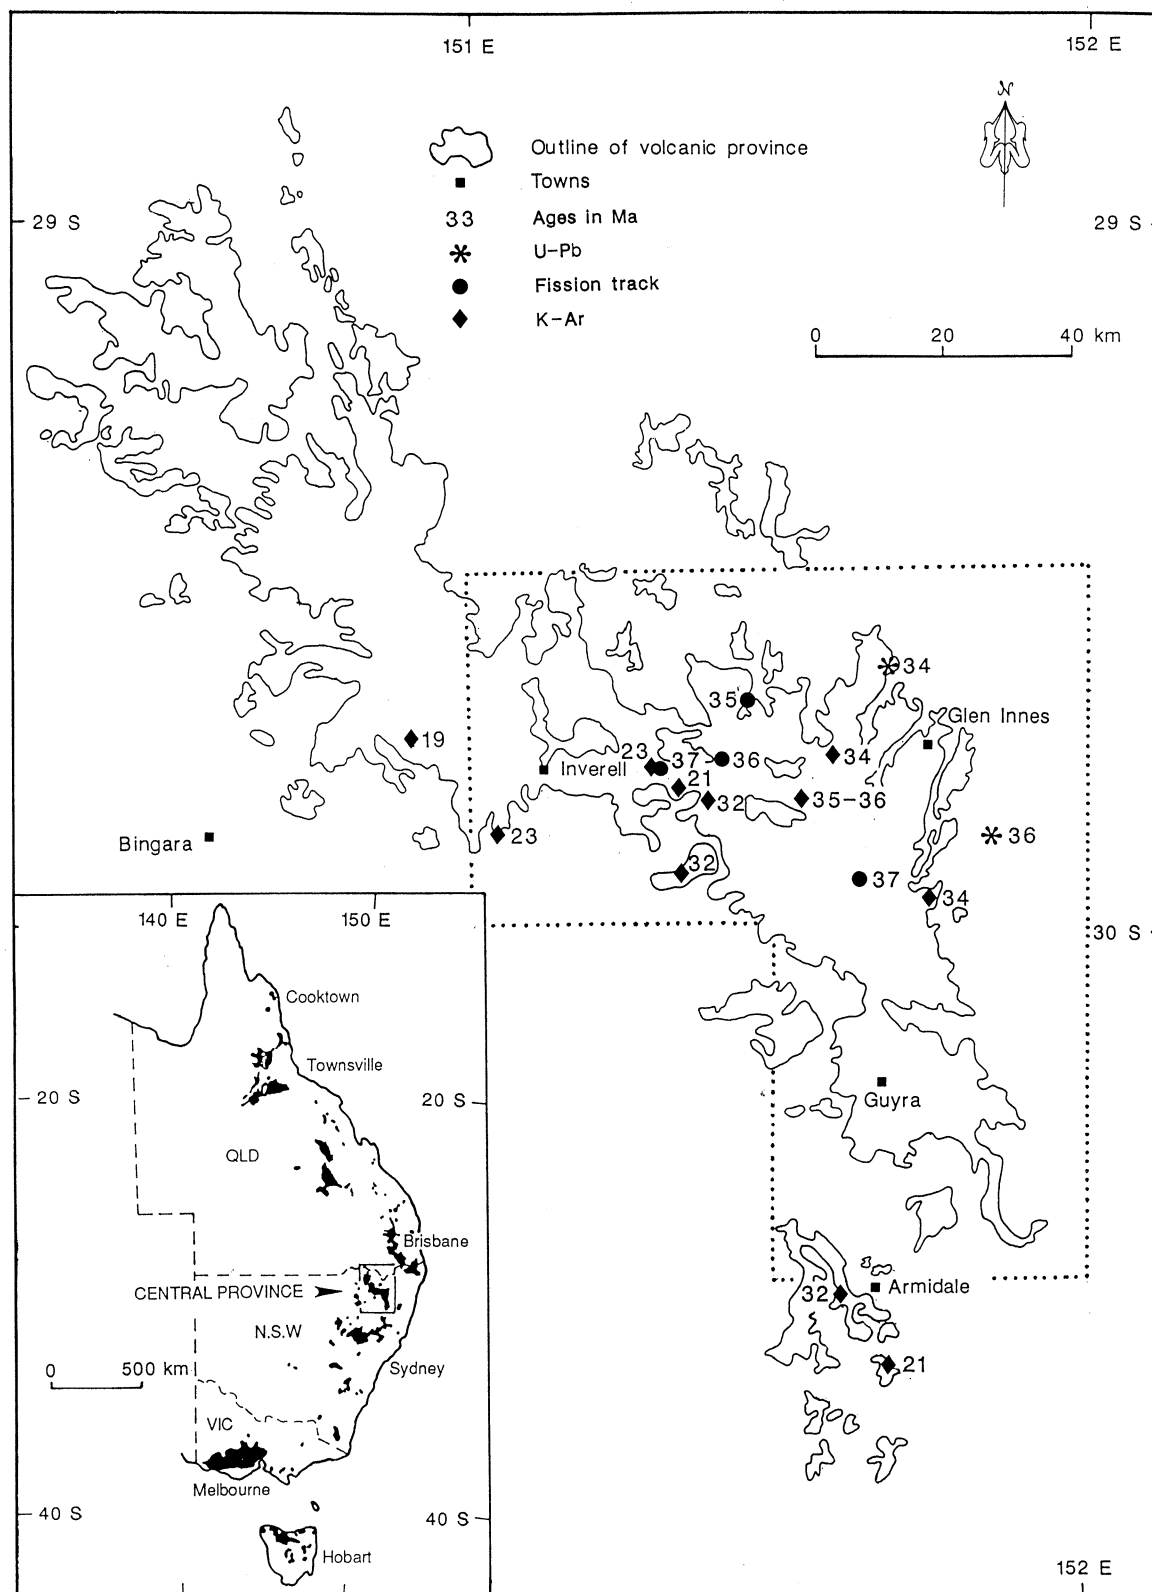 151 E
152 E
N
Outline of volcanic province
Towns
29 S
33
Ages in Ma
29 S
U-Pb
Fission track
K-Ar
0
20
40 km
34
35
Glen Innes
19
34
23
37
36
Inverell
21
32
35-36
23
36
Bingara
32
37
34
140 E
150 E
30 S
Cooktown
Townsville
20 S
20 S
Guyra
QLD
Brisbane
CENTRAL PROVINCE
Armidale
32
N.S.W
0
500 km
Sydney
21
VIC
Melbourne
40 S
40 S
Hobart
152 E